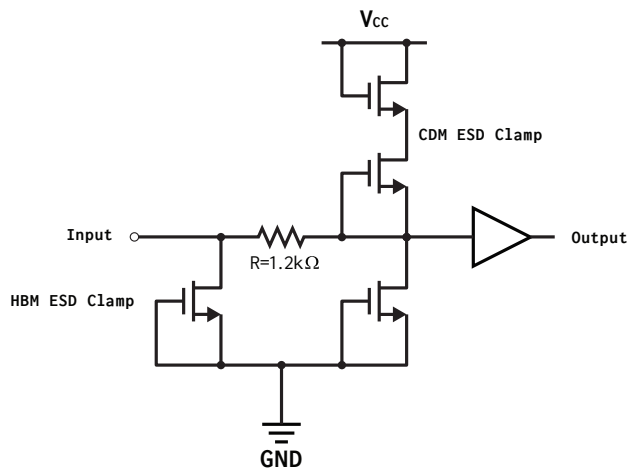 Vcc
CDM ESD Clamp
Input
R=1.2kΩ
Output
HBM ESD Clamp
GND